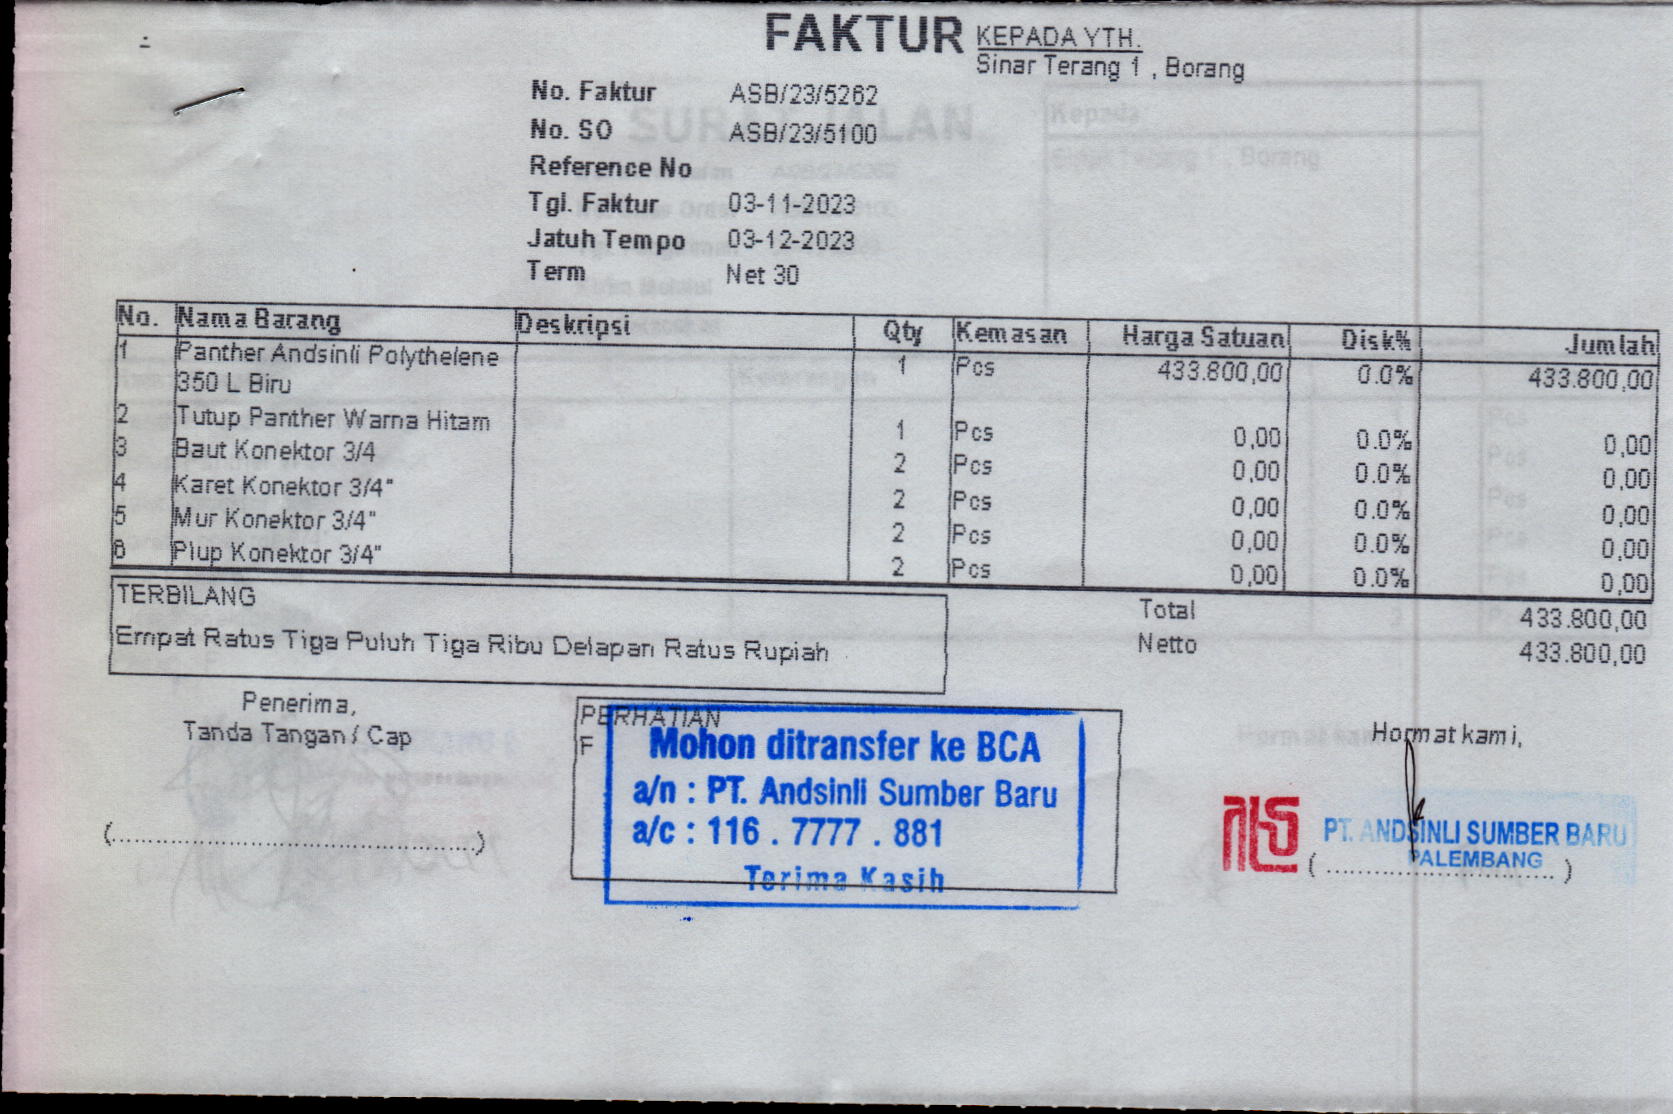 FAKTUR
KEPADA YTH.
Sinar Terang 1 , Borang
No. Faktur ASB/23/5262
No. SO ASB/23/5100
Reference No
Tgl. Faktur 03-11-2023
Jatuh Tempo 03-12-2023
Term Net 30
No. Nama Barang Deskripsi Qty Kemasan Harga Satuan Disk% Jumlah
1 Panther Andsinli Polythelene 1 Pcs 433.800,00 0.0% 433.800,00
350 L Biru
2 Tutup Panther Warna Hitam 1 Pcs 0,00 0.0% 0,00
3 Baut Konektor 3/4 2 Pcs 0,00 0.0% 0,00
4 Karet Konektor 3/4" 2 Pcs 0,00 0.0% 0,00
5 Mur Konektor 3/4" 2 Pcs 0,00 0.0% 0,00
6 Plup Konektor 3/4" 2 Pcs 0,00 0.0% 0,00
TERBILANG
Empat Ratus Tiga Puluh Tiga Ribu Delapan Ratus Rupiah
Total 433.800,00
Netto 433.800,00
Penerima,
Tanda Tangan / Cap
(..................................................)
PERHATIAN
F
Mohon ditransfer ke BCA
a/n : PT. Andsinli Sumber Baru
a/c : 116 . 7777 . 881
Terima Kasih
Hormat kami,
PT. ANDSINLI SUMBER BARU
PALEMBANG
( ................................. )